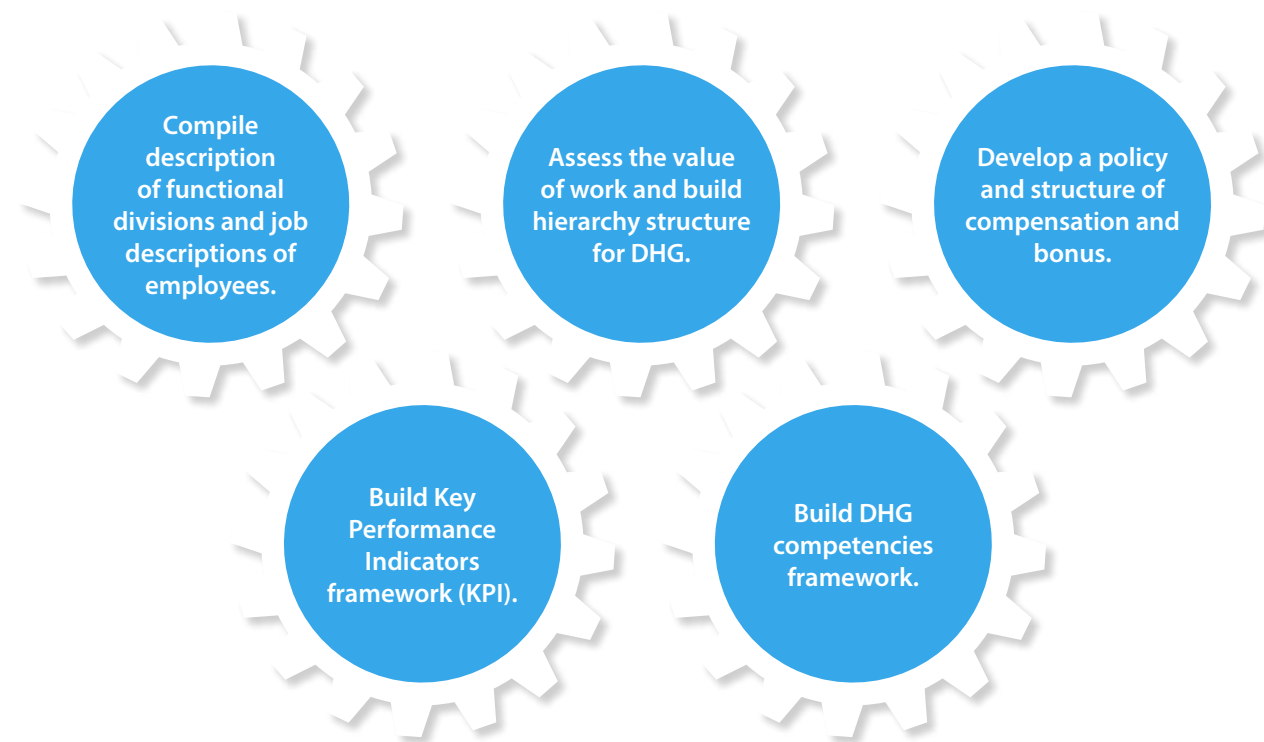 Compile
description
of functional
divisions and job
descriptions of
employees.
Assess the value
of work and build
hierarchy structure
for DHG.
Develop a policy
and structure of
compensation and
bonus.
Build Key
Performance
Indicators
framework (KPI).
Build DHG
competencies
framework.